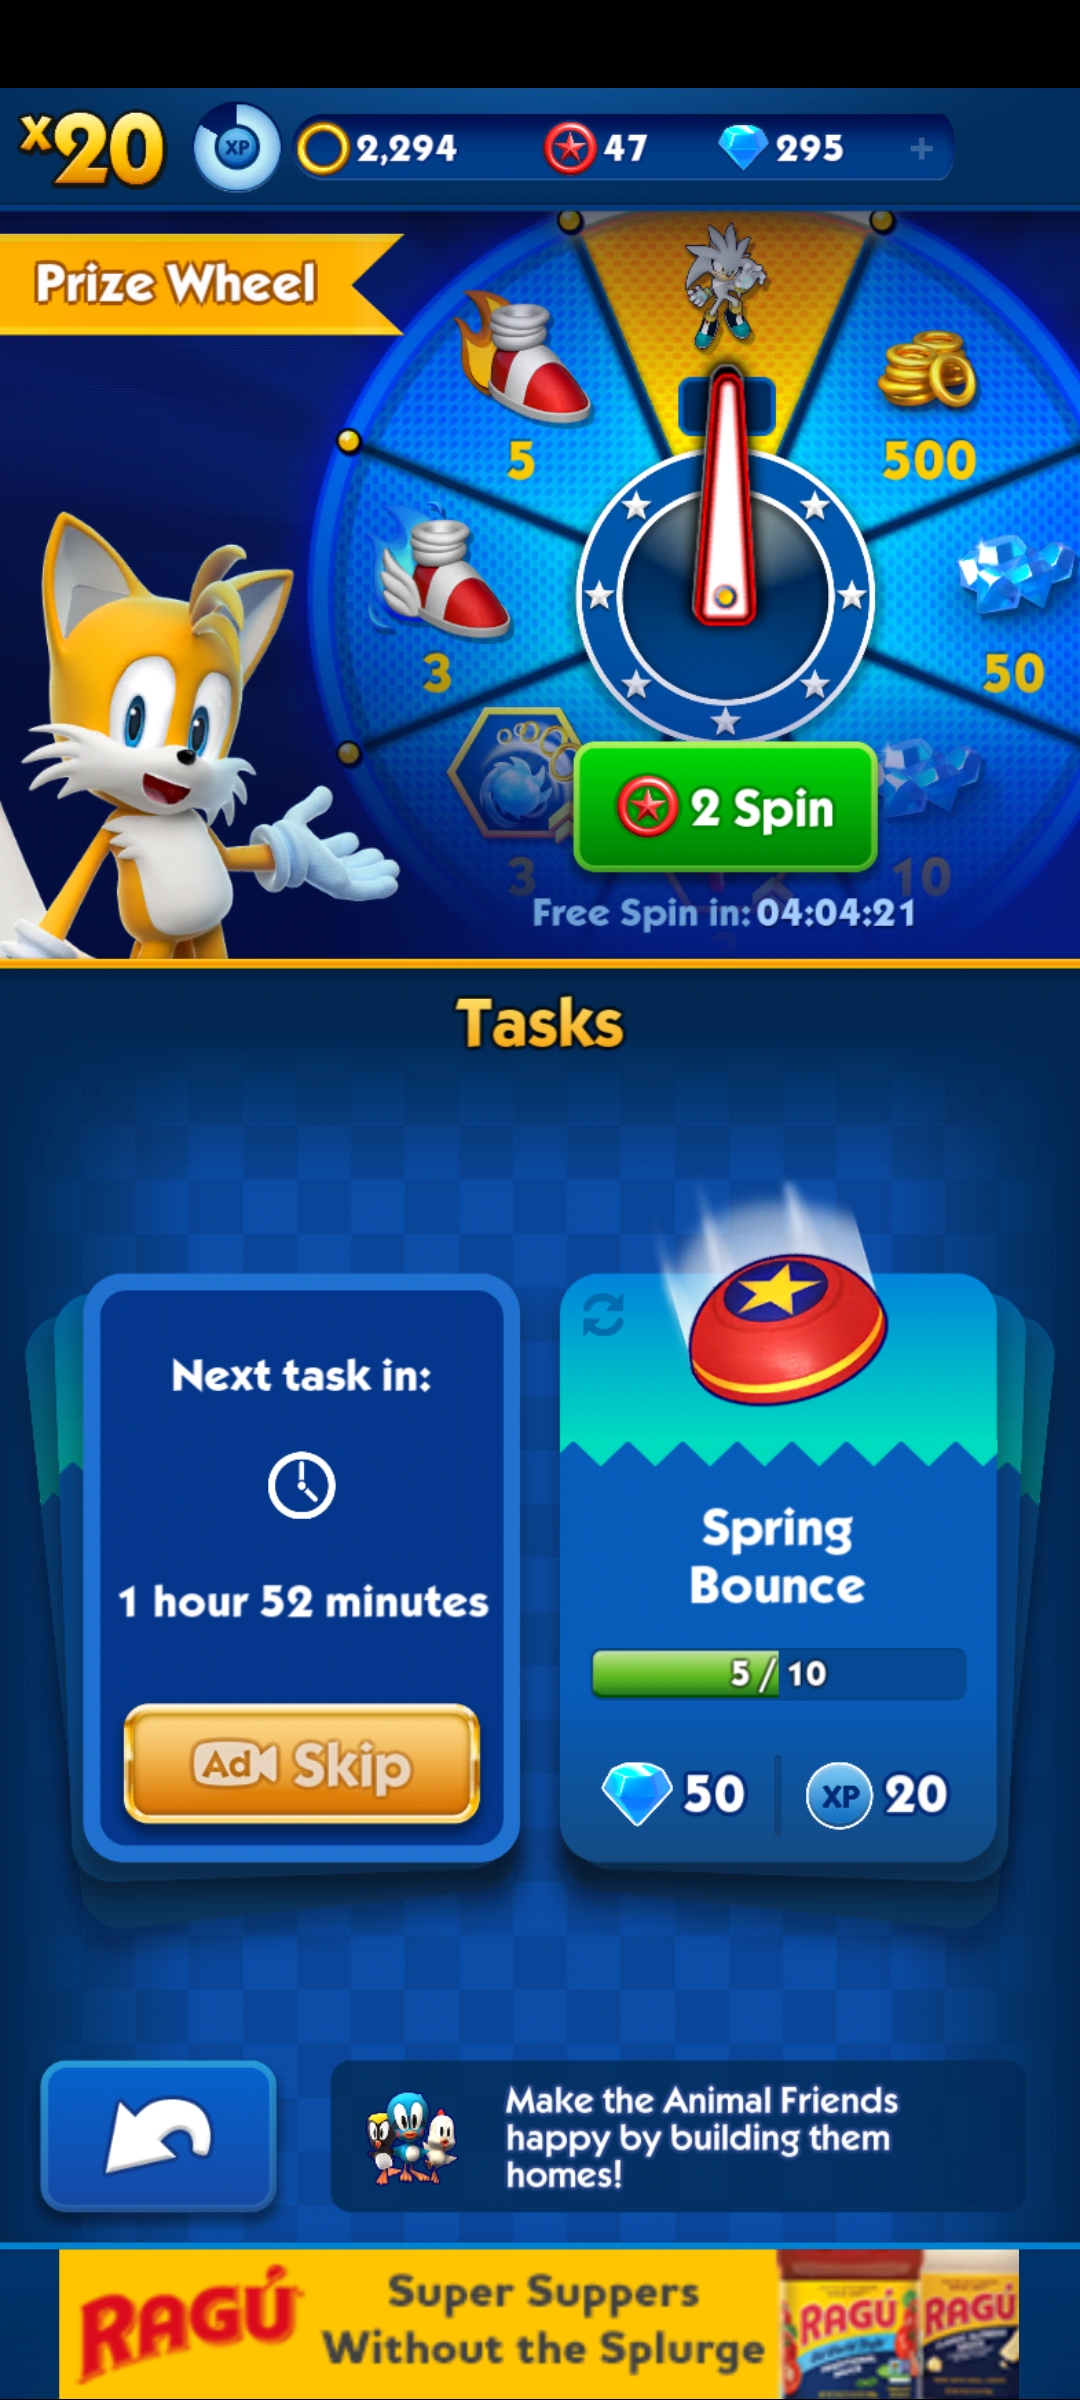 x20
XP
2,294
47
295
+
Prize Wheel
5
500
3
50
3
10
2 Spin
Free Spin in: 04:04:21
Tasks
Next task in:
1 hour 52 minutes
Ad Skip
Spring
Bounce
5 / 10
50
XP 20
Make the Animal Friends
happy by building them
homes!
RAGÚ
Super Suppers
Without the Splurge
RAGÚ
RAGÚ